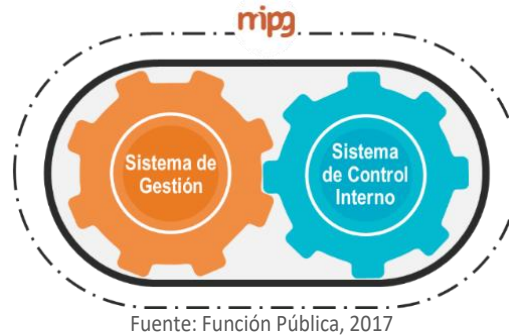 mipg
Sistema de
Gestión
Sistema
de Control
Interno
Fuente: Función Pública, 2017